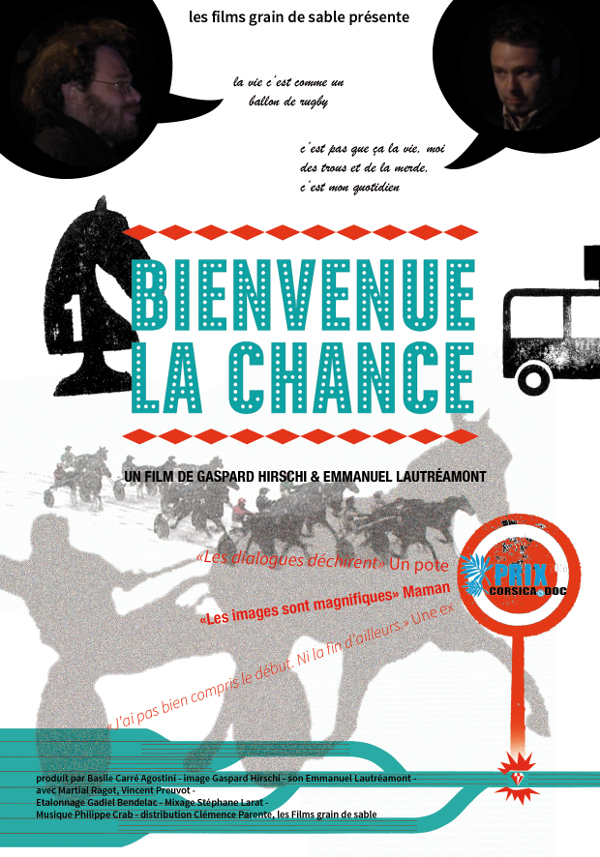 les films grain de sable présente
la vie c'est comme un
ballon de rugby
c'est pas que ça la vie, moi
des trous et de la merde,
c'est mon quotidien
1
BIENVENUE
LA CHANCE
UN FILM DE GASPARD HIRSCHI & EMMANUEL LAUTRÉAMONT
«Les dialogues déchirent» Un pote
«Les images sont magnifiques» Maman
«J'ai pas bien compris le début. Ni la fin d'ailleurs.» Une ex
PRIX
CORSICA.DOC
produit par Basile Carré Agostini - image Gaspard Hirschi - son Emmanuel Lautréamont -
avec Martial Ragot, Vincent Preuvot -
Etalonnage Gadiel Bendelac - Mixage Stéphane Larat -
Musique Philippe Crab - distribution Clémence Parente, les Films grain de sable